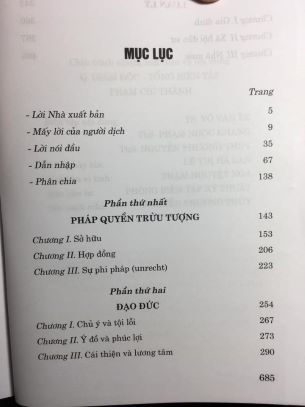 MỤC LỤC
Trang
- Lời Nhà xuất bản 5
- Mấy lời của người dịch 9
- Lời nói đầu 35
- Dẫn nhập 67
- Phân chia 138
Phần thứ nhất
PHÁP QUYỀN TRỪU TƯỢNG 143
Chương I. Sở hữu 153
Chương II. Hợp đồng 206
Chương III. Sự phi pháp (unrecht) 223
Phần thứ hai
ĐẠO ĐỨC 254
Chương I. Chủ ý và tội lỗi 267
Chương II. Ý đồ và phúc lợi 273
Chương III. Cái thiện và lương tâm 290
685